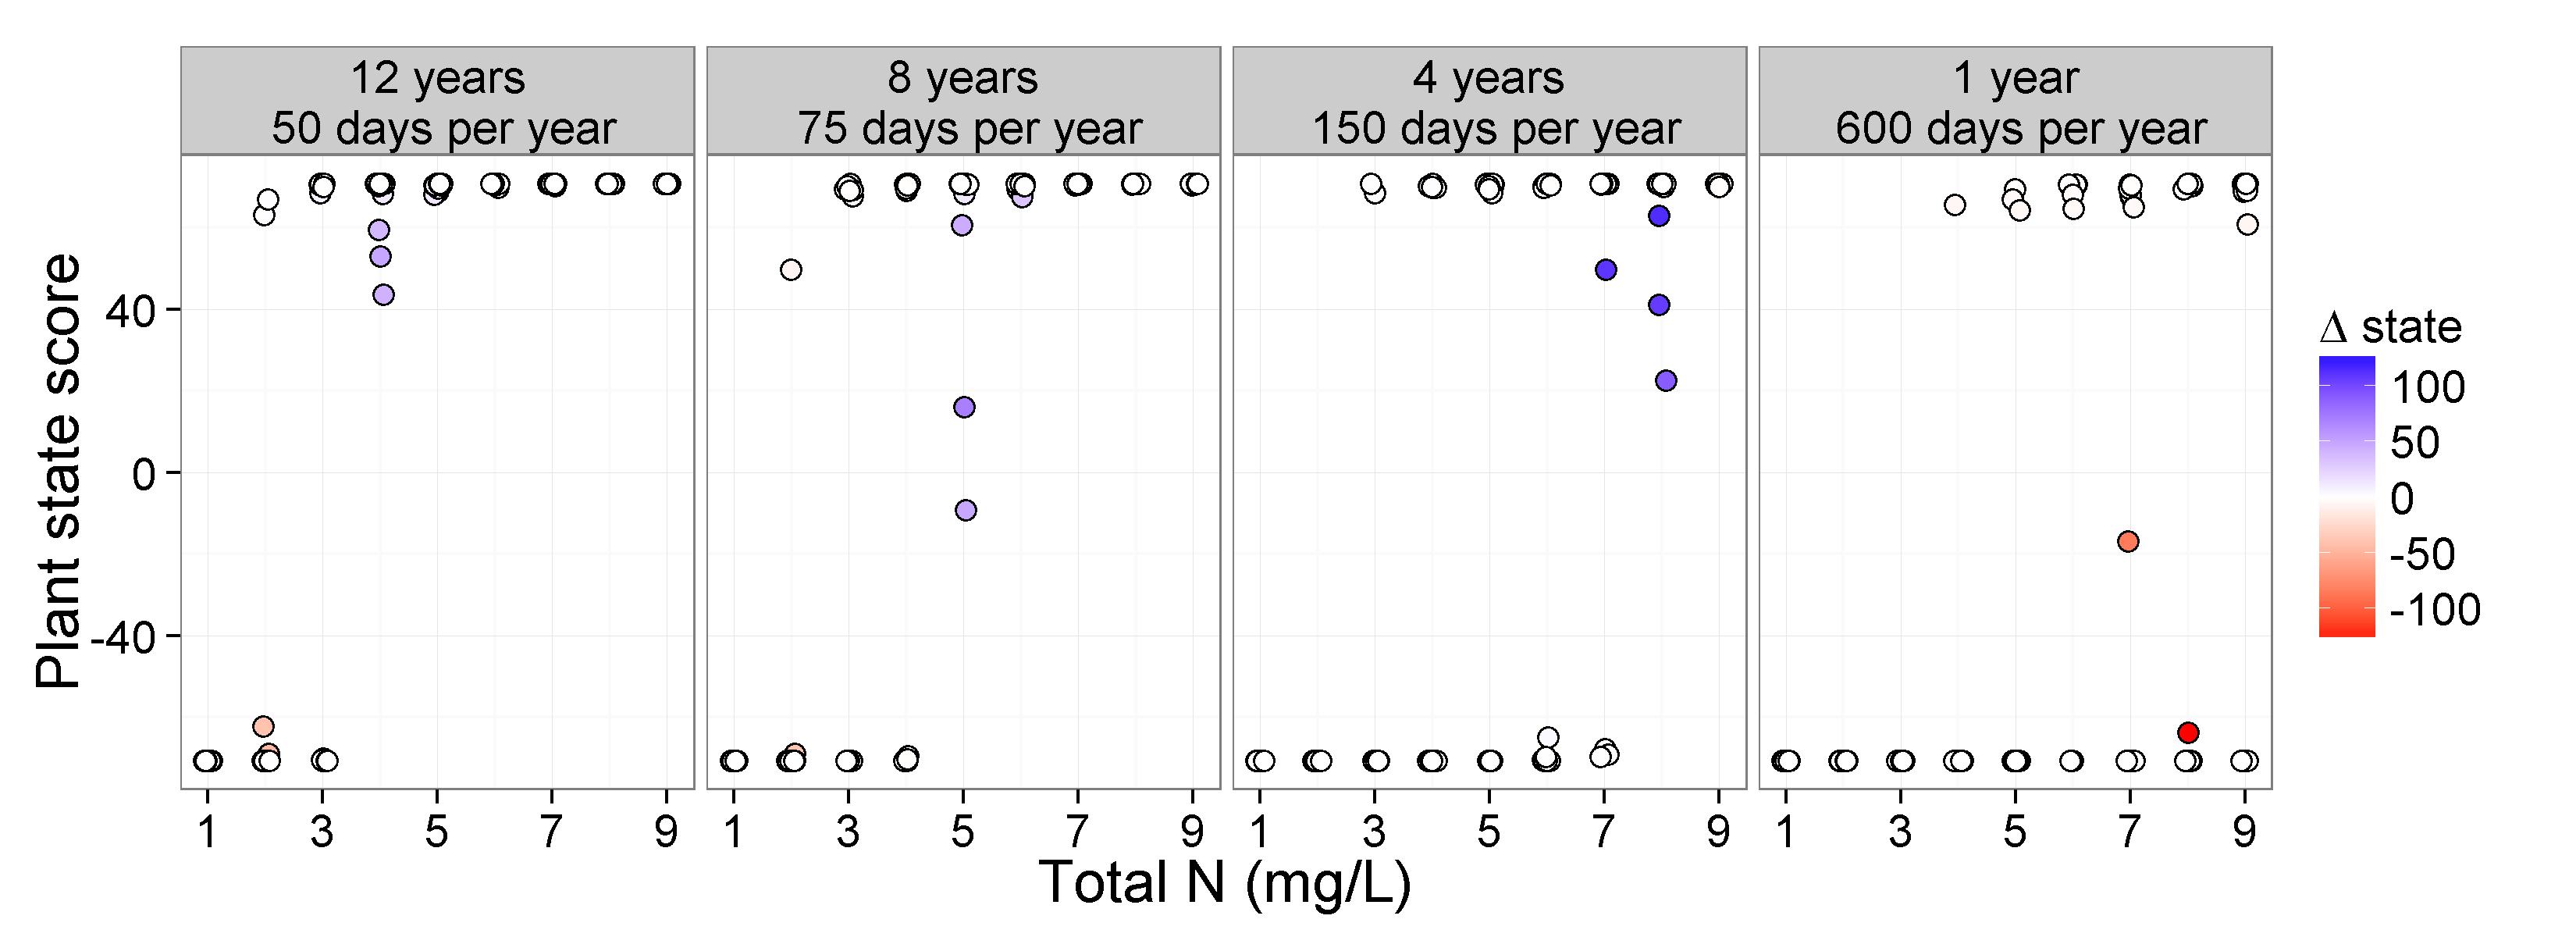 12 years
50 days per year
8 years
75 days per year
4 years
150 days per year
1 year
600 days per year
Plant state score
40
0
-40
1 3 5 7 9
1 3 5 7 9
1 3 5 7 9
1 3 5 7 9
Total N (mg/L)
Δ state
100
50
0
-50
-100